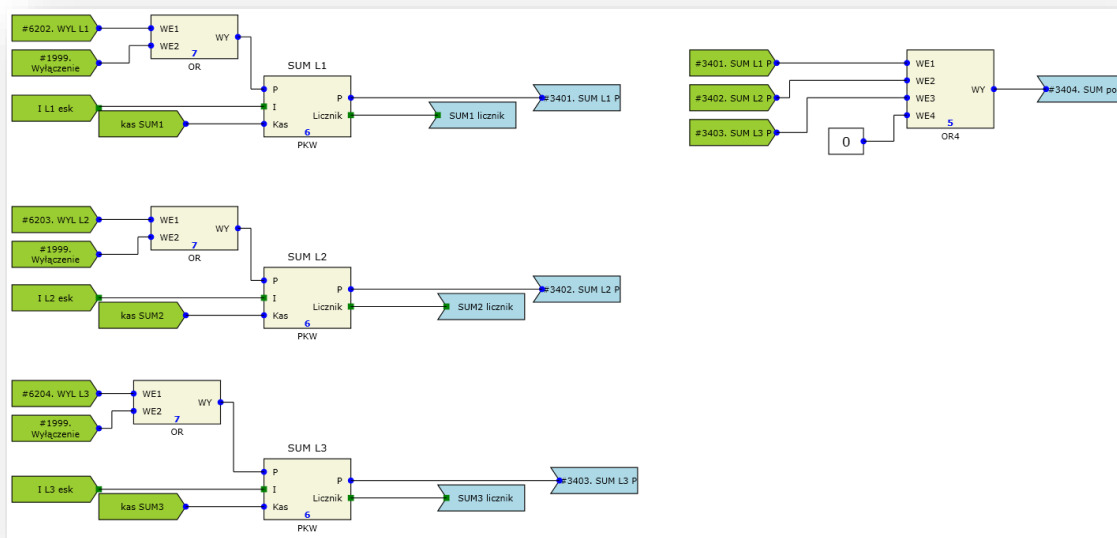 #6202. WYL L1
WE1
WE2
WY
7
OR
#1999.
Wyłączenie
SUM L1
I L1 esk
kas SUM1
P
I
Kas
P
Licznik
6
PKW
#3401. SUM L1 P
SUM1 licznik
#3401. SUM L1 P
#3402. SUM L2 P
#3403. SUM L3 P
0
WE1
WE2
WE3
WE4
WY
5
OR4
#3404. SUM po
#6203. WYL L2
WE1
WE2
WY
7
OR
#1999.
Wyłączenie
SUM L2
I L2 esk
kas SUM2
P
I
Kas
P
Licznik
6
PKW
#3402. SUM L2 P
SUM2 licznik
#6204. WYL L3
WE1
WE2
WY
7
OR
#1999.
Wyłączenie
SUM L3
I L3 esk
kas SUM3
P
I
Kas
P
Licznik
6
PKW
#3403. SUM L3 P
SUM3 licznik